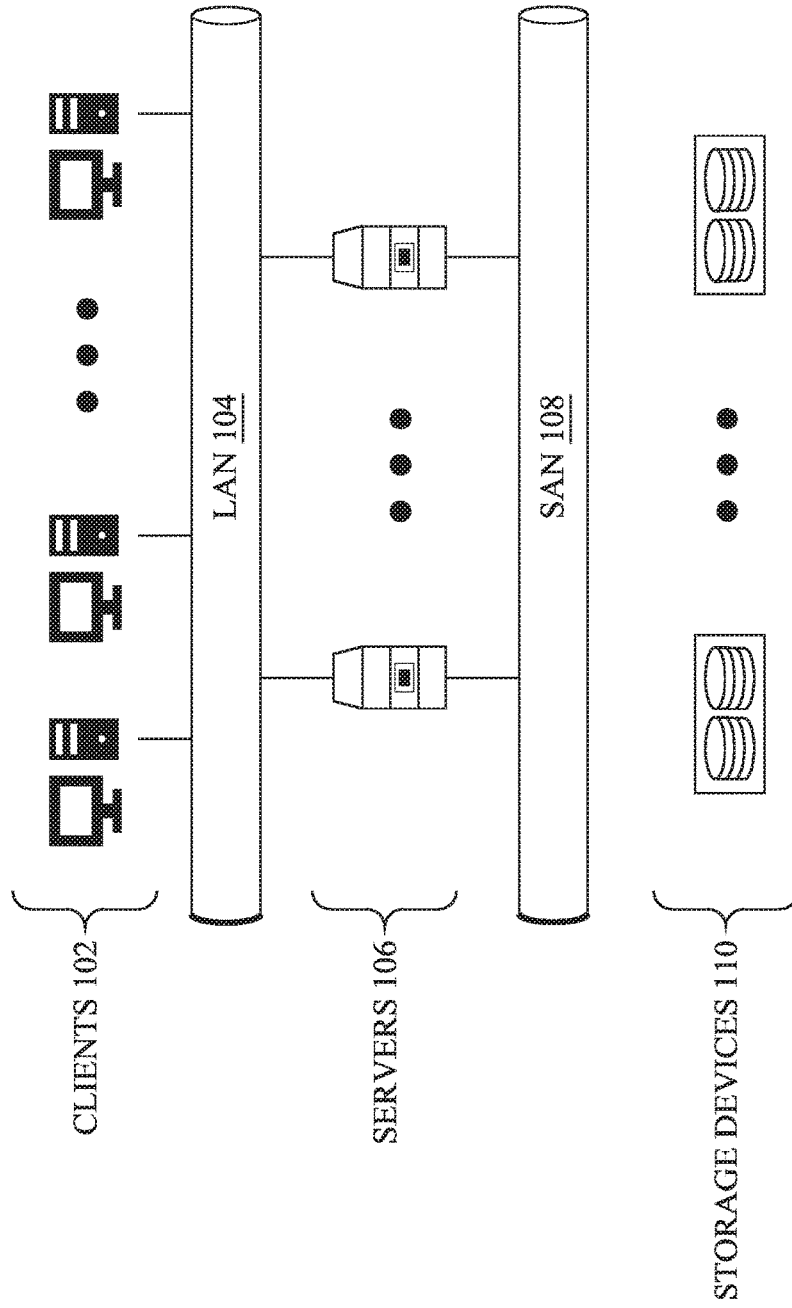 CLIENTS 102
LAN 104
SERVERS 106
SAN 108
STORAGE DEVICES 110